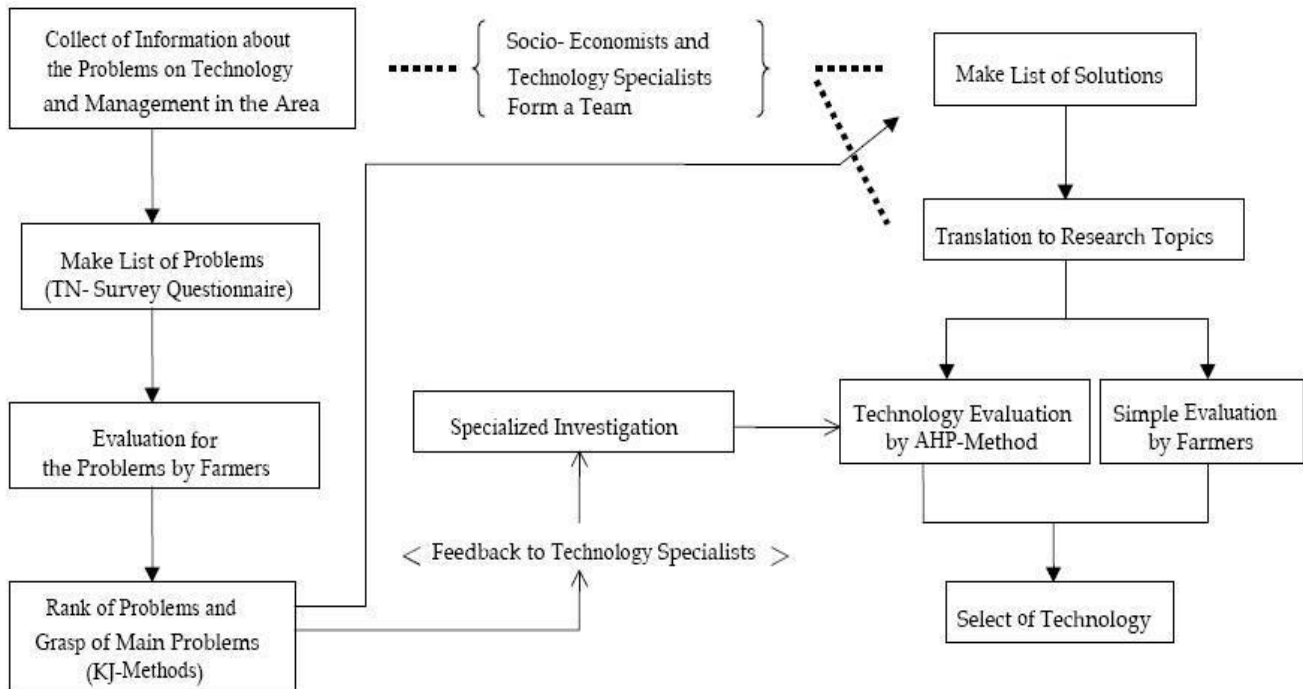 Collect of Information about
the Problems on Technology
and Management in the Area
Socio- Economists and
Technology Specialists
Form a Team
Make List of Solutions
Make List of Problems
(TN- Survey Questionnaire)
Translation to Research Topics
Evaluation for
the Problems by Farmers
Specialized Investigation
Technology Evaluation
by AHP-Method
Simple Evaluation
by Farmers
< Feedback to Technology Specialists >
Rank of Problems and
Grasp of Main Problems
(KJ-Methods)
Select of Technology